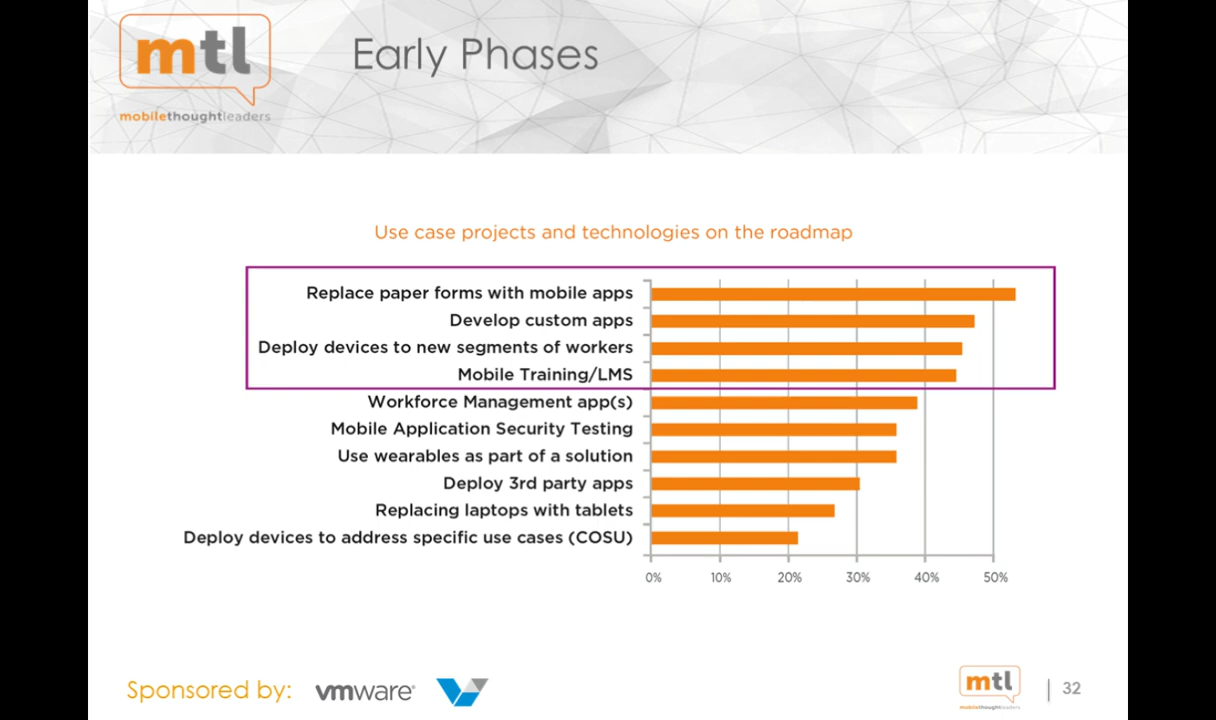 mtl
mobilethoughtleaders
Early Phases
Use case projects and technologies on the roadmap
Replace paper forms with mobile apps
Develop custom apps
Deploy devices to new segments of workers
Mobile Training/LMS
Workforce Management app(s)
Mobile Application Security Testing
Use wearables as part of a solution
Deploy 3rd party apps
Replacing laptops with tablets
Deploy devices to address specific use cases (COSU)
0% 10% 20% 30% 40% 50%
Sponsored by: vmware®
mtl
mobilethoughtleaders
| 32